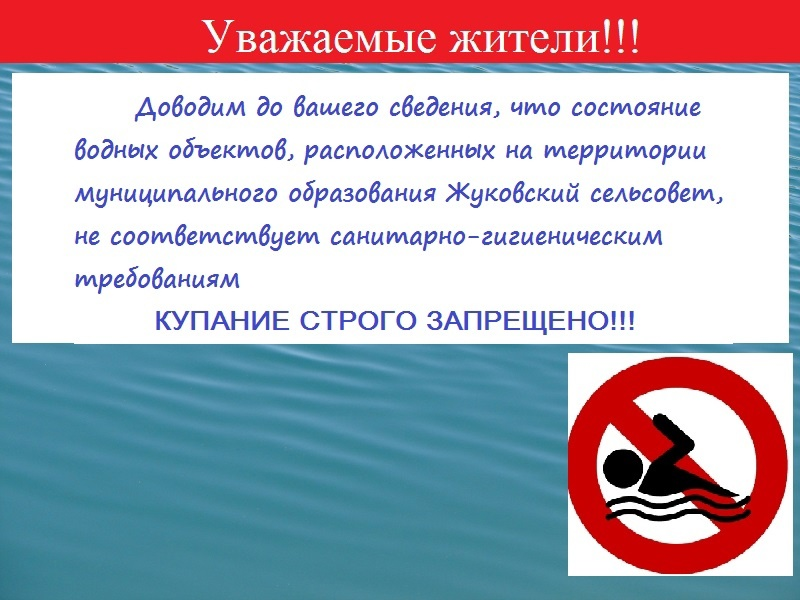 Уважаемые жители!!!
Доводим до вашего сведения, что состояние
водных объектов, расположенных на территории
муниципального образования Жуковский сельсовет,
не соответствует санитарно-гигиеническим
требованиям
КУПАНИЕ СТРОГО ЗАПРЕЩЕНО!!!